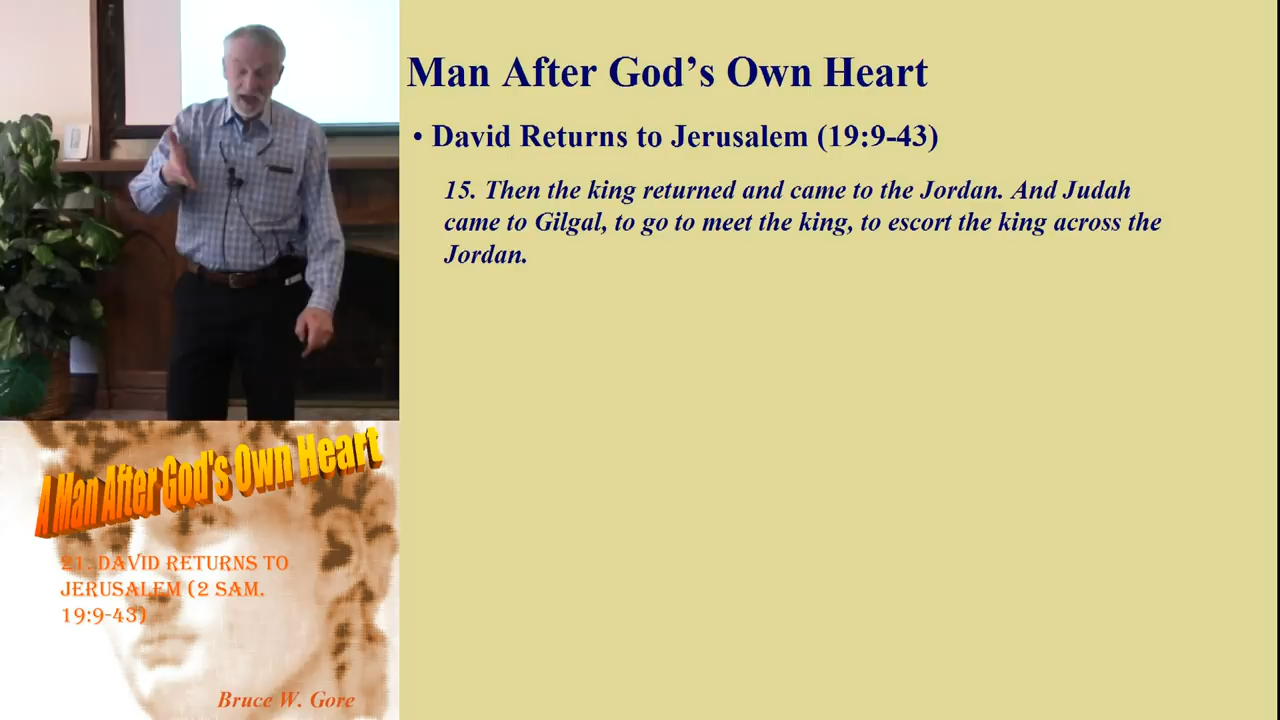 Man After God's Own Heart
• David Returns to Jerusalem (19:9-43)
15. Then the king returned and came to the Jordan. And Judah
came to Gilgal, to go to meet the king, to escort the king across the
Jordan.
A Man After God's Own Heart
21. David Returns to
Jerusalem (2 Sam.
19:9-43)
Bruce W. Gore